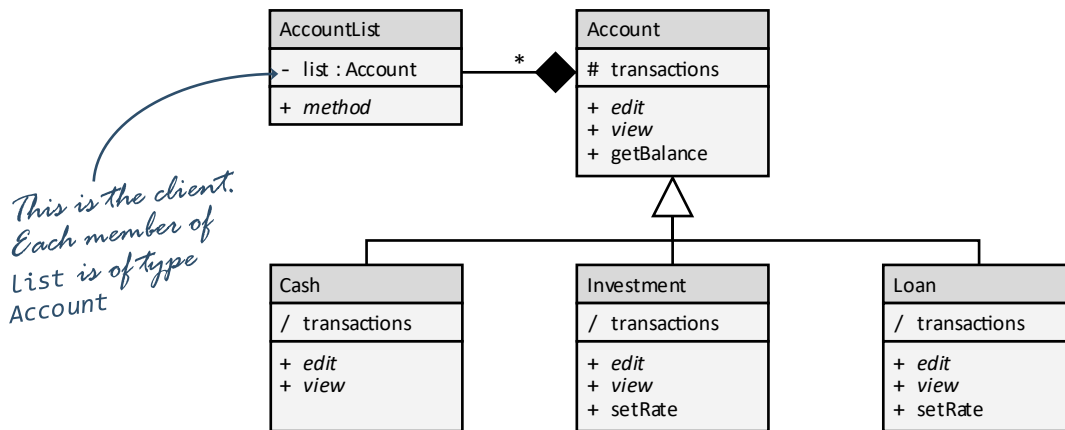 AccountList
- list : Account
+ method
*
Account
# transactions
+ edit
+ view
+ getBalance
This is the client.
Each member of
List is of type
Account
Cash
/ transactions
+ edit
+ view
Investment
/ transactions
+ edit
+ view
+ setRate
Loan
/ transactions
+ edit
+ view
+ setRate